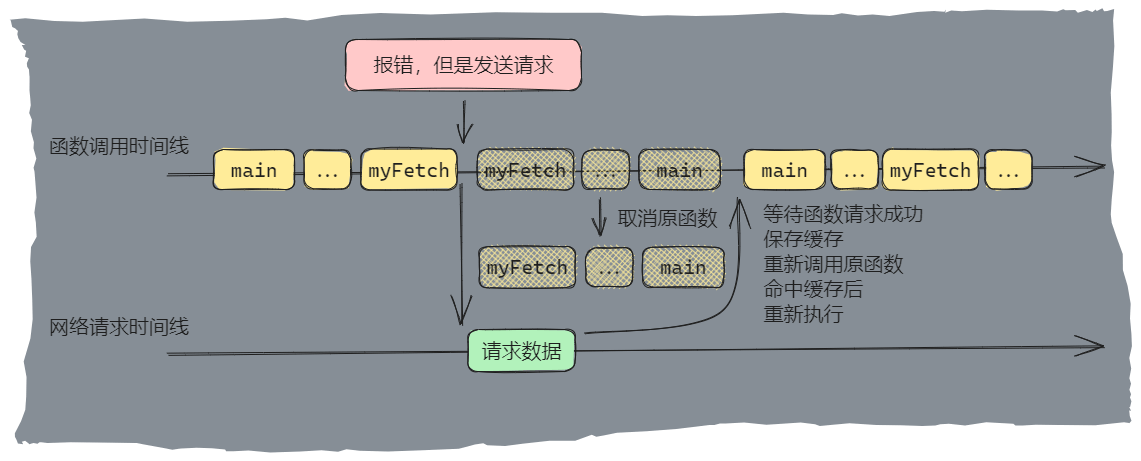 报错，但是发送请求
函数调用时间线
main ... myFetch myFetch ... main main ... myFetch ...
取消原函数
等待函数请求成功
保存缓存
重新调用原函数
命中缓存后
重新执行
myFetch ... main
网络请求时间线
请求数据